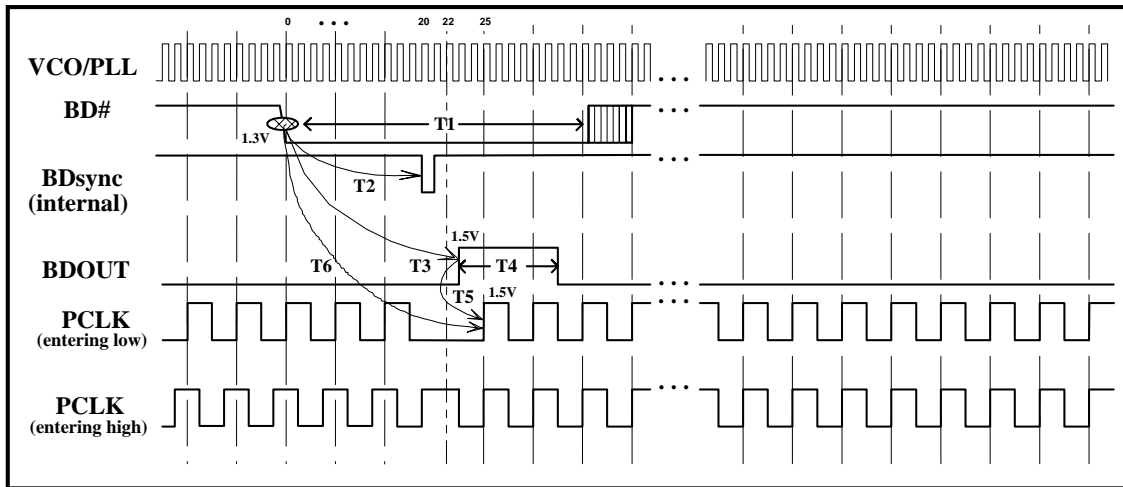 0 • • • 20 22 25
VCO/PLL
• • •
BD#
• • •
T1
1.3V
• • •
BDsync
(internal)
T2
1.5V
BDOUT
T6
T3
T4
• • •
T5
1.5V
PCLK
(entering low)
• • •
PCLK
(entering high)
• • •